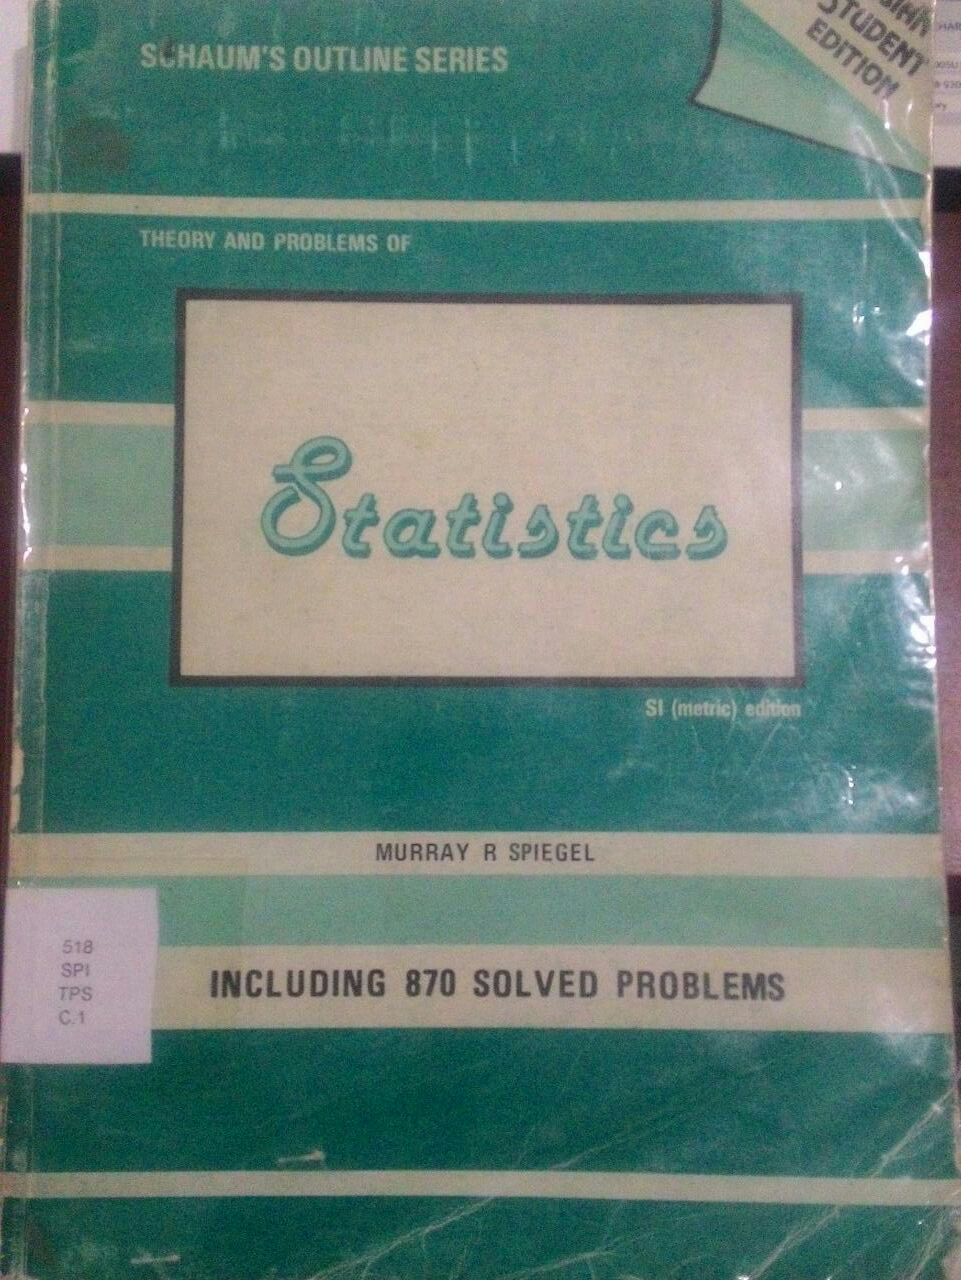 SCHAUM'S OUTLINE SERIES
STUDENT
EDITION
THEORY AND PROBLEMS OF
Statistics
SI (metric) edition
MURRAY R SPIEGEL
518
SPI
TPS
C.1
INCLUDING 870 SOLVED PROBLEMS